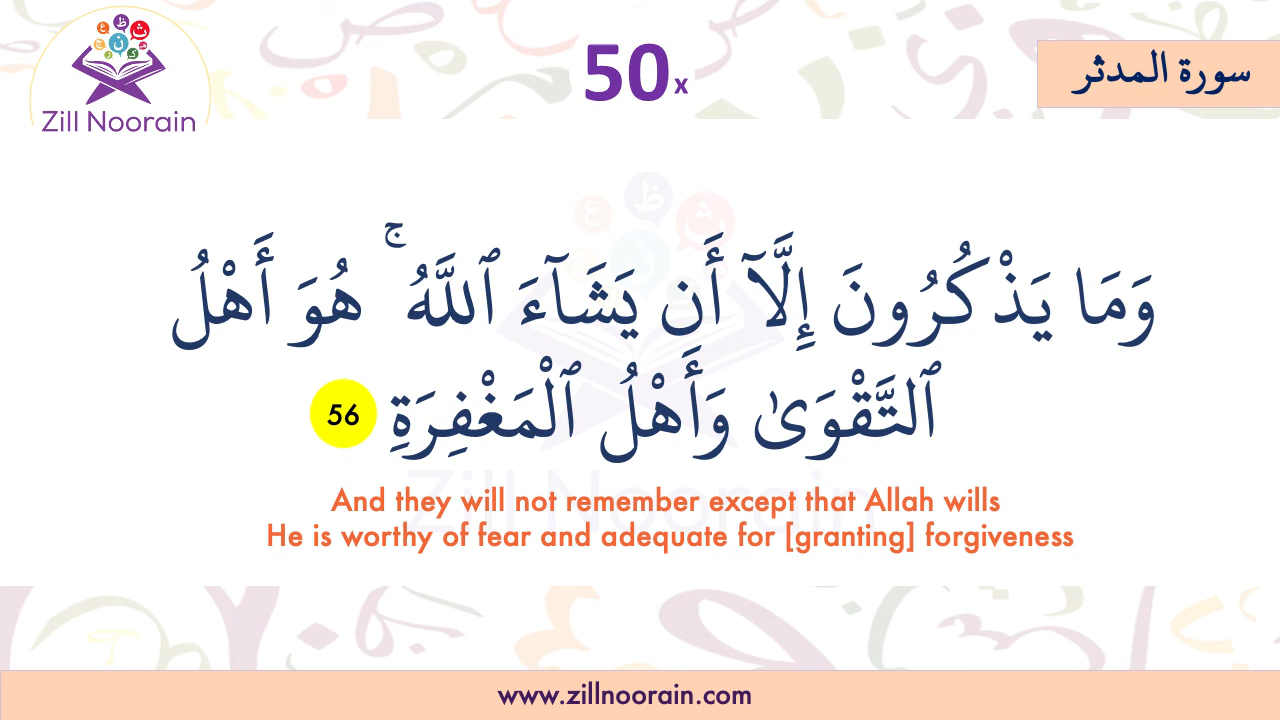 Zill Noorain
50x
سورة المدثر
وَمَا يَذْكُرُونَ إِلَّآ أَن يَشَآءَ ٱللَّهُ ۚ هُوَ أَهْلُ
ٱلتَّقْوَىٰ وَأَهْلُ ٱلْمَغْفِرَةِ 56
And they will not remember except that Allah wills
He is worthy of fear and adequate for [granting] forgiveness
www.zillnoorain.com